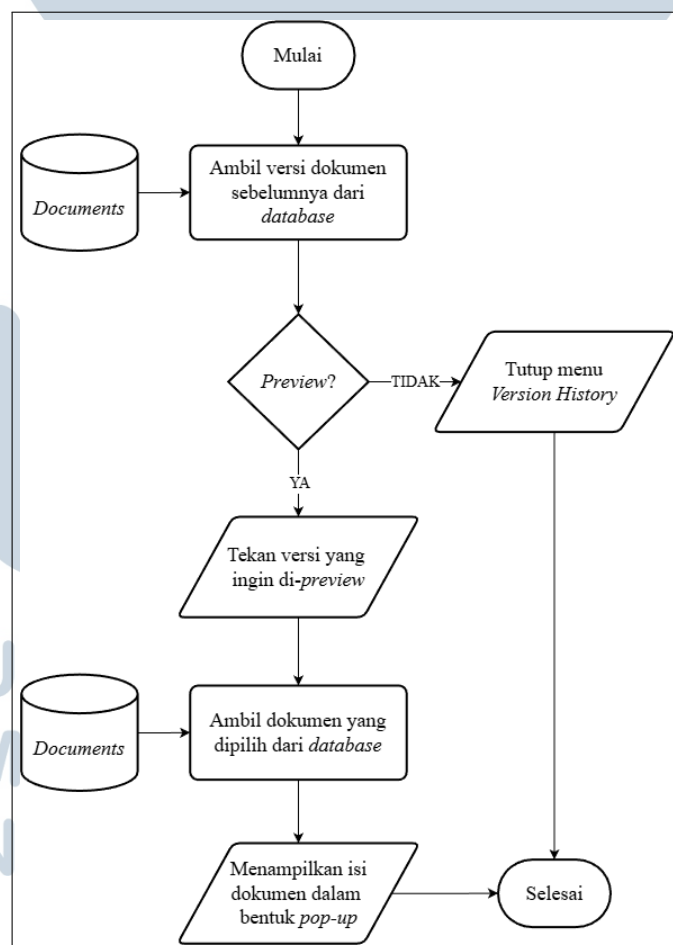 Mulai
Documents
Ambil versi dokumen
sebelumnya dari
database
Preview?
TIDAK
Tutup menu
Version History
YA
Tekan versi yang
ingin di-preview
Documents
Ambil dokumen yang
dipilih dari database
Menampilkan isi
dokumen dalam
bentuk pop-up
Selesai